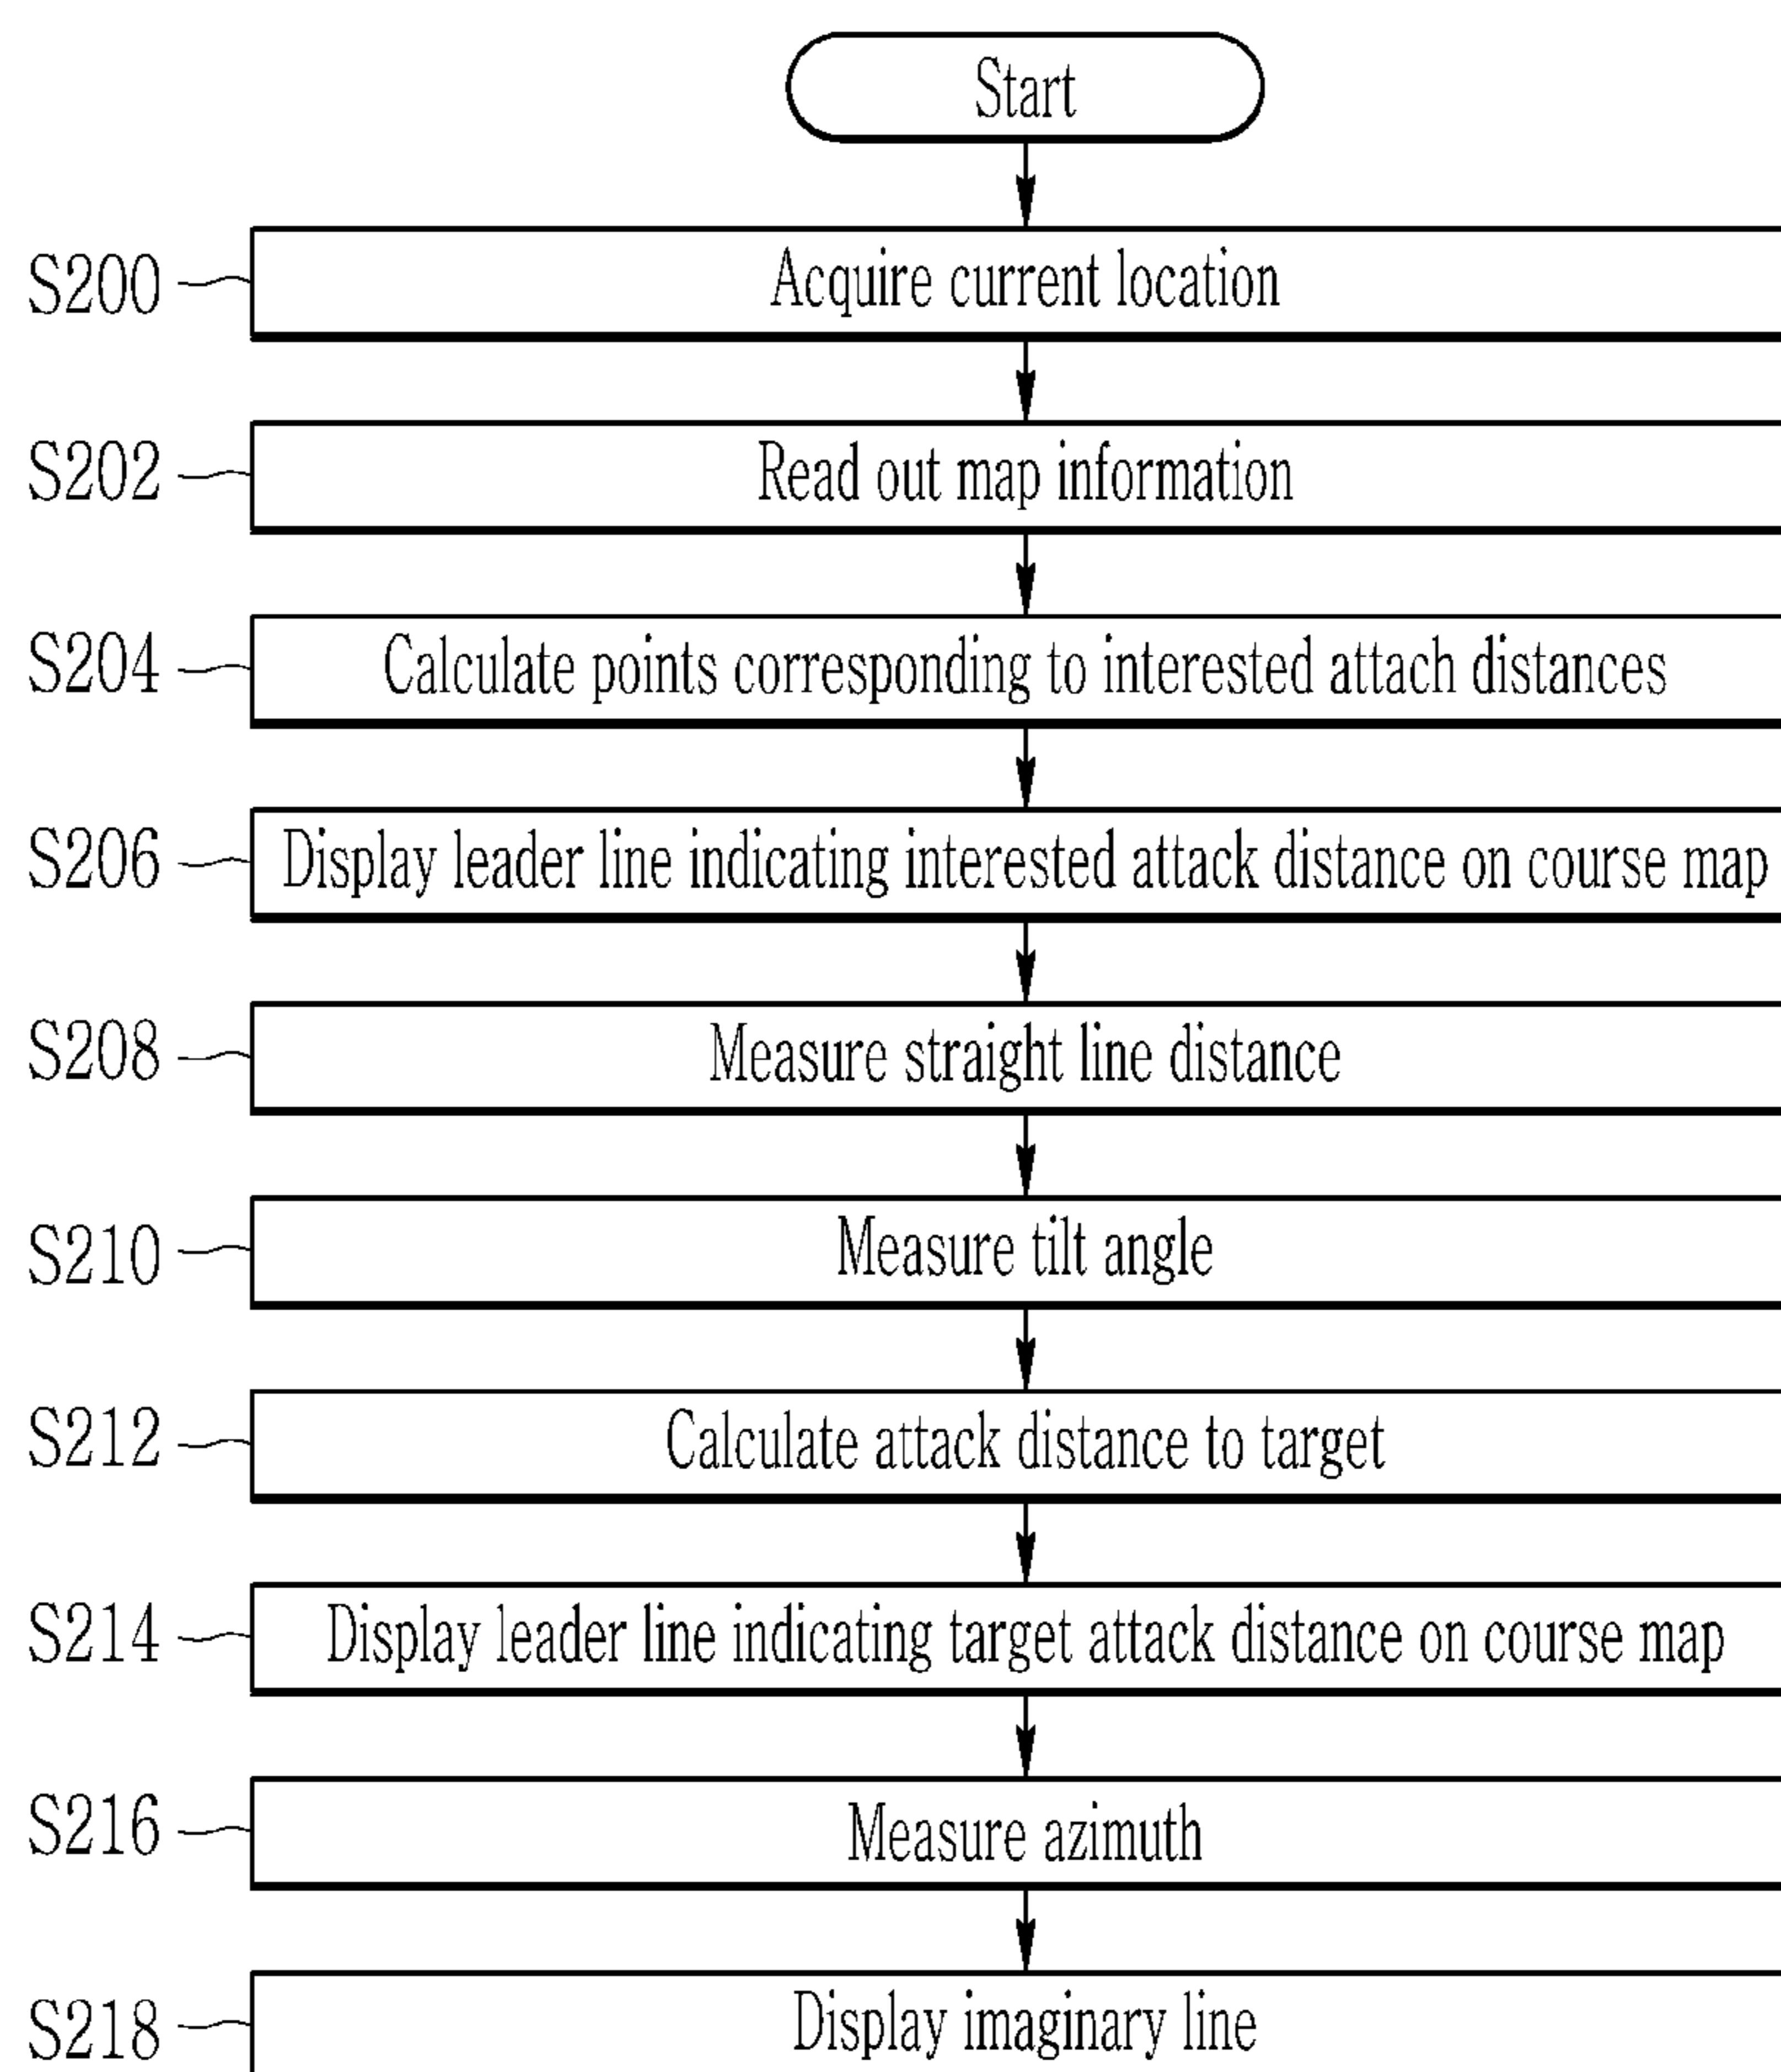 Start
S200 Acquire current location
S202 Read out map information
S204 Calculate points corresponding to interested attach distances
S206 Display leader line indicating interested attack distance on course map
S208 Measure straight line distance
S210 Measure tilt angle
S212 Calculate attack distance to target
S214 Display leader line indicating target attack distance on course map
S216 Measure azimuth
S218 Display imaginary line